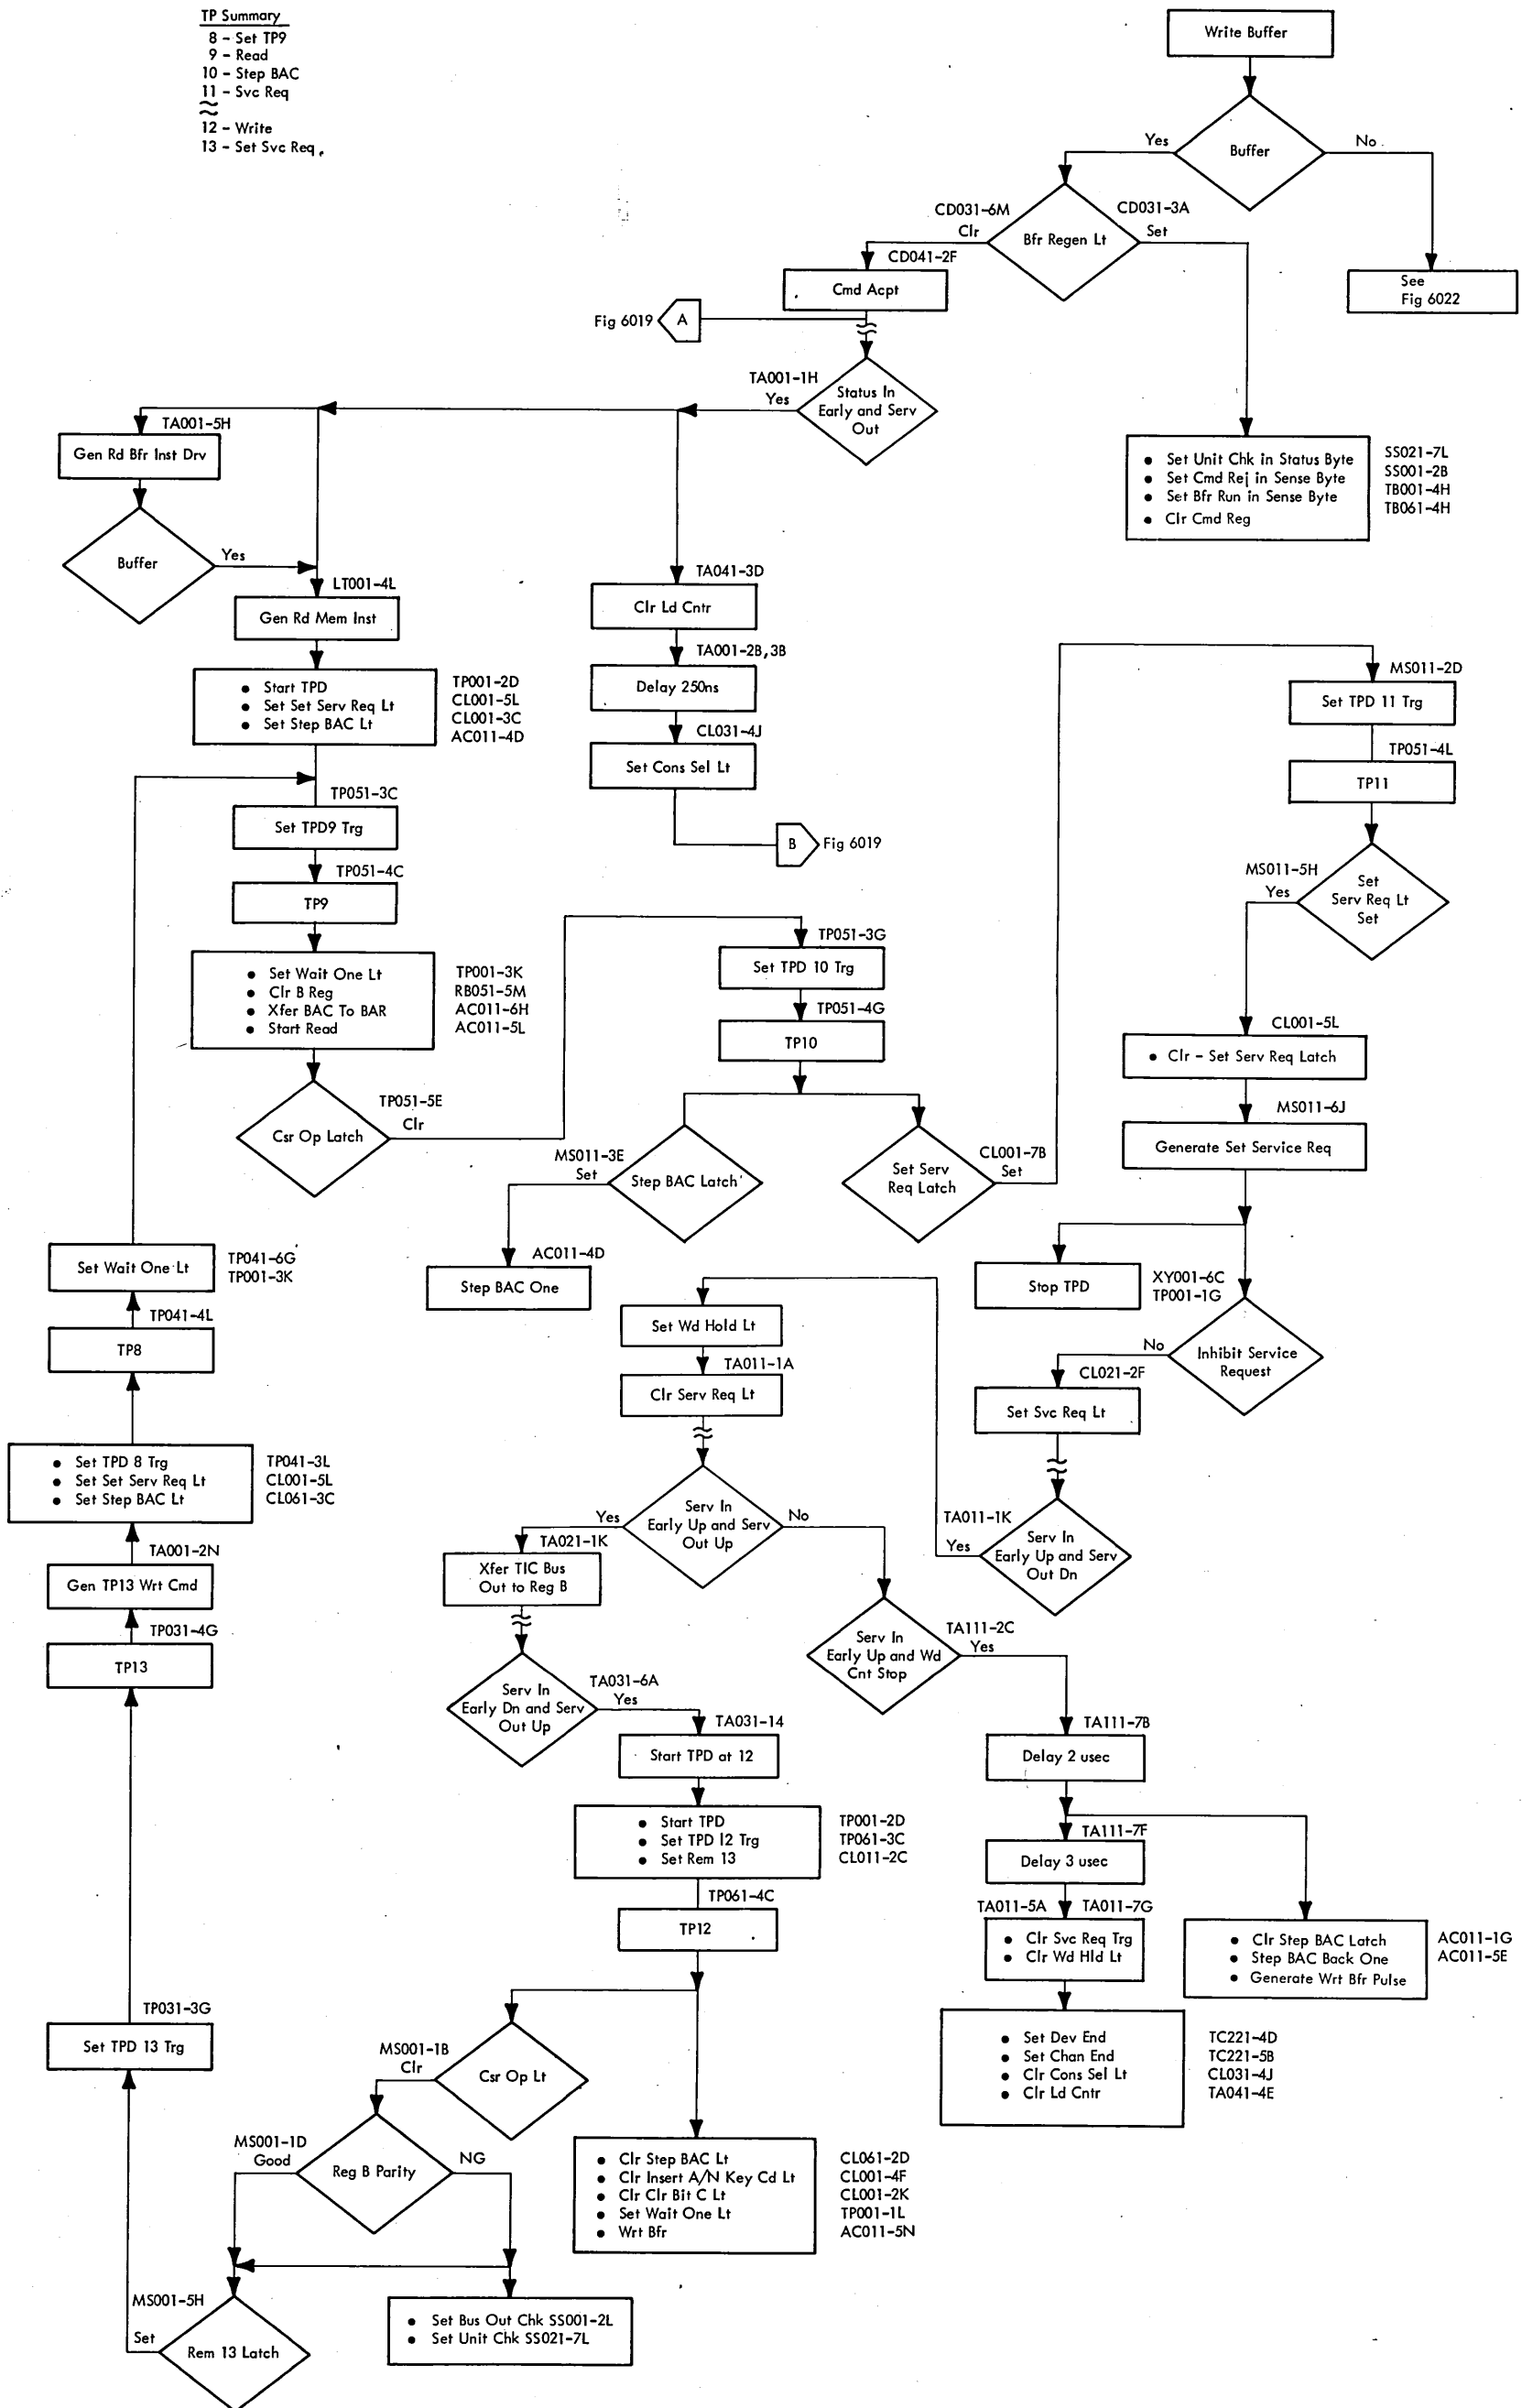 TP Summary
8 - Set TP9
9 - Read
10 - Step BAC
11 - Svc Req
12 - Write
13 - Set Svc Req.
Write Buffer
Buffer
Yes
No
CD031-6M
Clr
CD031-3A
Set
Bfr Regen Lt
CD041-2F
Cmd Acpt
See
Fig 6022
Fig 6019
A
TA001-1H
Yes
Status In
Early and Serv
Out
TA001-5H
Gen Rd Bfr Inst Drv
• Set Unit Chk in Status Byte
• Set Cmd Rej in Sense Byte
• Set Bfr Run in Sense Byte
• Clr Cmd Reg
SS021-7L
SS001-2B
TB001-4H
TB061-4H
Buffer
Yes
LT001-4L
Gen Rd Mem Inst
TA041-3D
Clr Ld Cntr
TA001-2B,3B
Delay 250ns
CL031-4J
Set Cons Sel Lt
B
Fig 6019
• Start TPD
• Set Set Serv Req Lt
• Set Step BAC Lt
TP001-2D
CL001-5L
CL001-3C
AC011-4D
MS011-2D
Set TPD 11 Trg
TP051-4L
TP11
TP051-3C
Set TPD9 Trg
TP051-4C
TP9
MS011-5H
Yes
Set
Serv Req Lt
Set
• Set Wait One Lt
• Clr B Reg
• Xfer BAC To BAR
• Start Read
TP001-3K
RB051-5M
AC011-6H
AC011-5L
TP051-3G
Set TPD 10 Trg
TP051-4G
TP10
CL001-5L
• Clr - Set Serv Req Latch
MS011-6J
Generate Set Service Req
TP051-5E
Clr
Csr Op Latch
MS011-3E
Set
Step BAC Latch
CL001-7B
Set
Set Serv
Req Latch
AC011-4D
Step BAC One
Stop TPD
XY001-6C
TP001-1G
Inhibit Service
Request
No
CL021-2F
Set Svc Req Lt
Set Wait One Lt
TP041-6G
TP001-3K
TP041-4L
TP8
Set Wd Hold Lt
TA011-1A
Clr Serv Req Lt
• Set TPD 8 Trg
• Set Set Serv Req Lt
• Set Step BAC Lt
TP041-3L
CL001-5L
CL061-3C
Yes
Serv In
Early Up and Serv
Out Up
No
TA011-1K
Yes
Serv In
Early Up and Serv
Out Dn
TA001-2N
Gen TP13 Wrt Cmd
TP031-4G
TP13
TA021-1K
Xfer TIC Bus
Out to Reg B
Serv In
Early Up and Wd
Cnt Stop
TA111-2C
Yes
Serv In
Early Dn and Serv
Out Up
TA031-6A
Yes
TA031-14
Start TPD at 12
TA111-7B
Delay 2 usec
• Start TPD
• Set TPD 12 Trg
• Set Rem 13
TP001-2D
TP061-3C
CL011-2C
TA111-7F
Delay 3 usec
TP061-4C
TP12
TA011-5A
TA011-7G
• Clr Svc Req Trg
• Clr Wd Hld Lt
• Clr Step BAC Latch
• Step BAC Back One
• Generate Wrt Bfr Pulse
AC011-1G
AC011-5E
TP031-3G
Set TPD 13 Trg
MS001-1B
Clr
Csr Op Lt
• Set Dev End
• Set Chan End
• Clr Cons Sel Lt
• Clr Ld Cntr
TC221-4D
TC221-5B
CL031-4J
TA041-4E
MS001-1D
Good
Reg B Parity
NG
• Clr Step BAC Lt
• Clr Insert A/N Key Cd Lt
• Clr Clr Bit C Lt
• Set Wait One Lt
• Wrt Bfr
CL061-2D
CL001-4F
CL001-2K
TP001-1L
AC011-5N
MS001-5H
Set
Rem 13 Latch
• Set Bus Out Chk SS001-2L
• Set Unit Chk SS021-7L